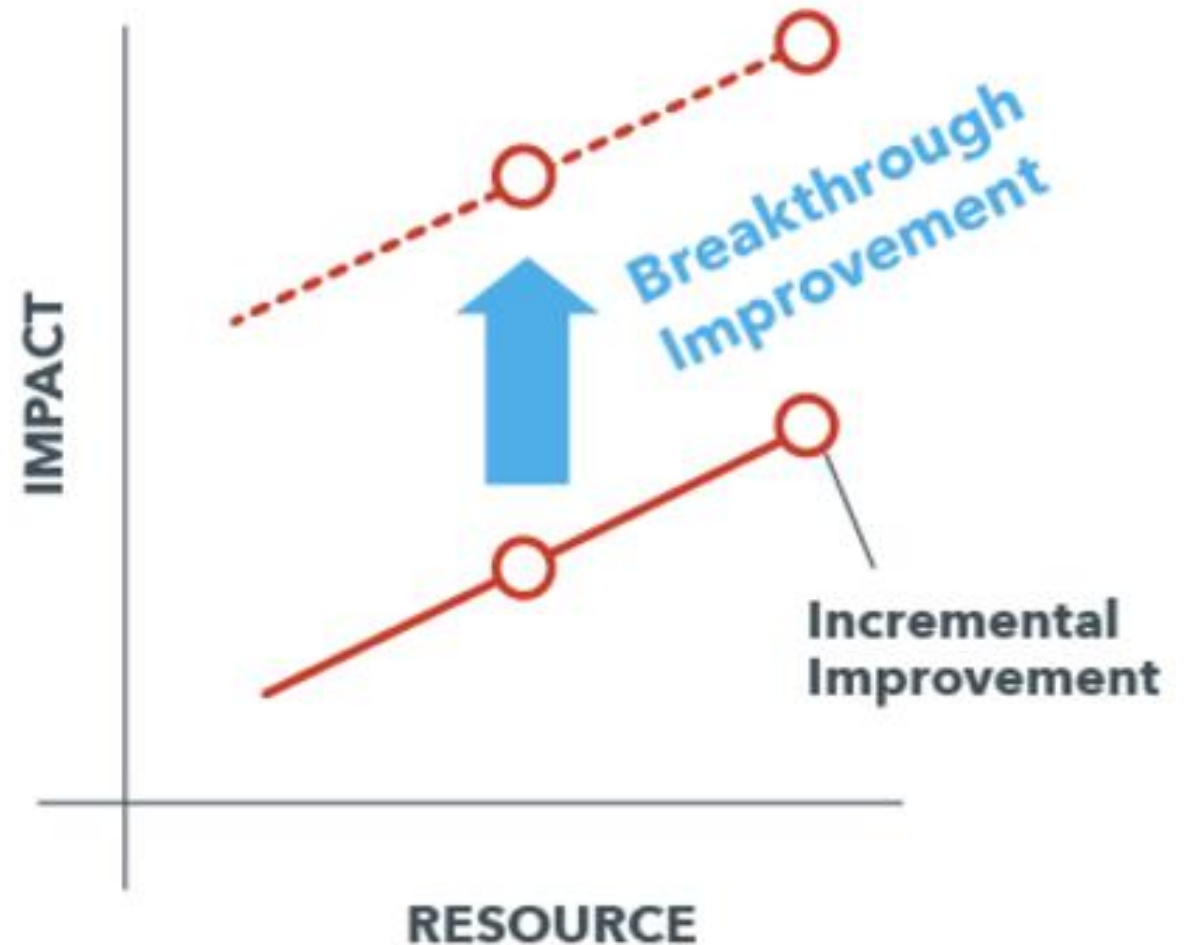 Breakthrough
Improvement
IMPACT
Incremental
Improvement
RESOURCE